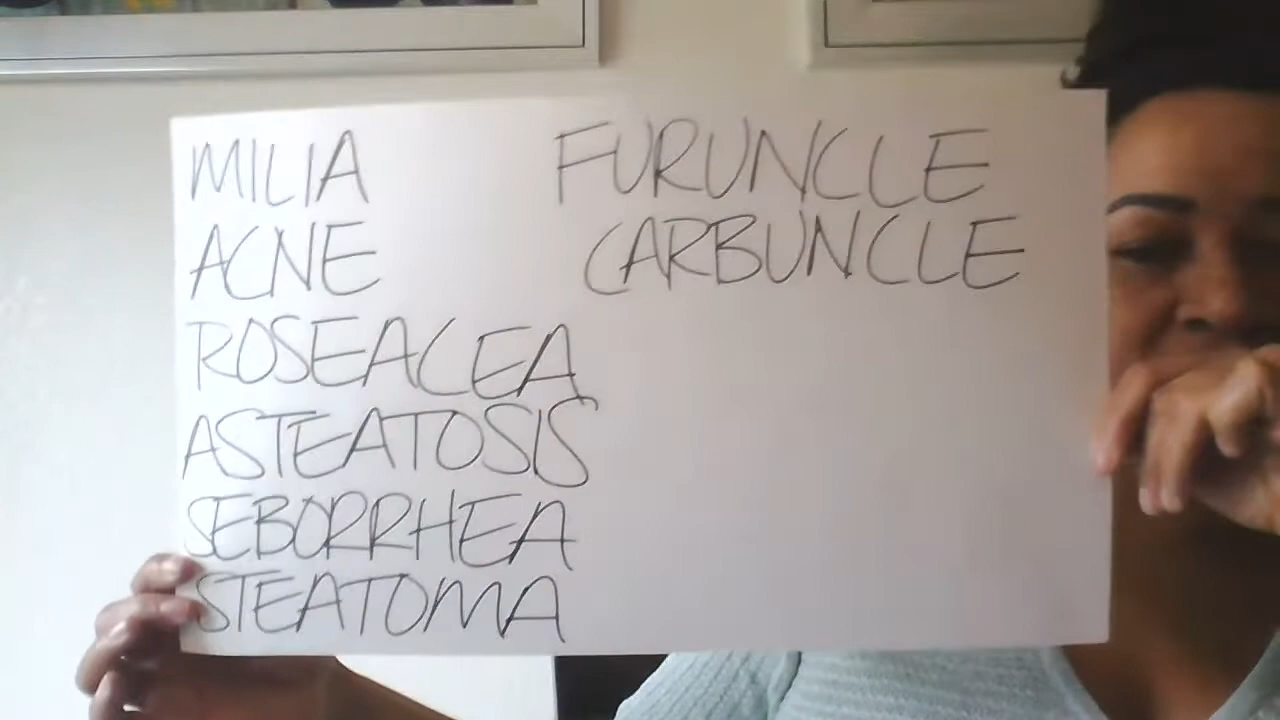 MILIA
ACNE
ROSEACEA
ASTEATOSIS
SEBORRHEA
STEATOMA
FURUNCLE
CARBUNCLE